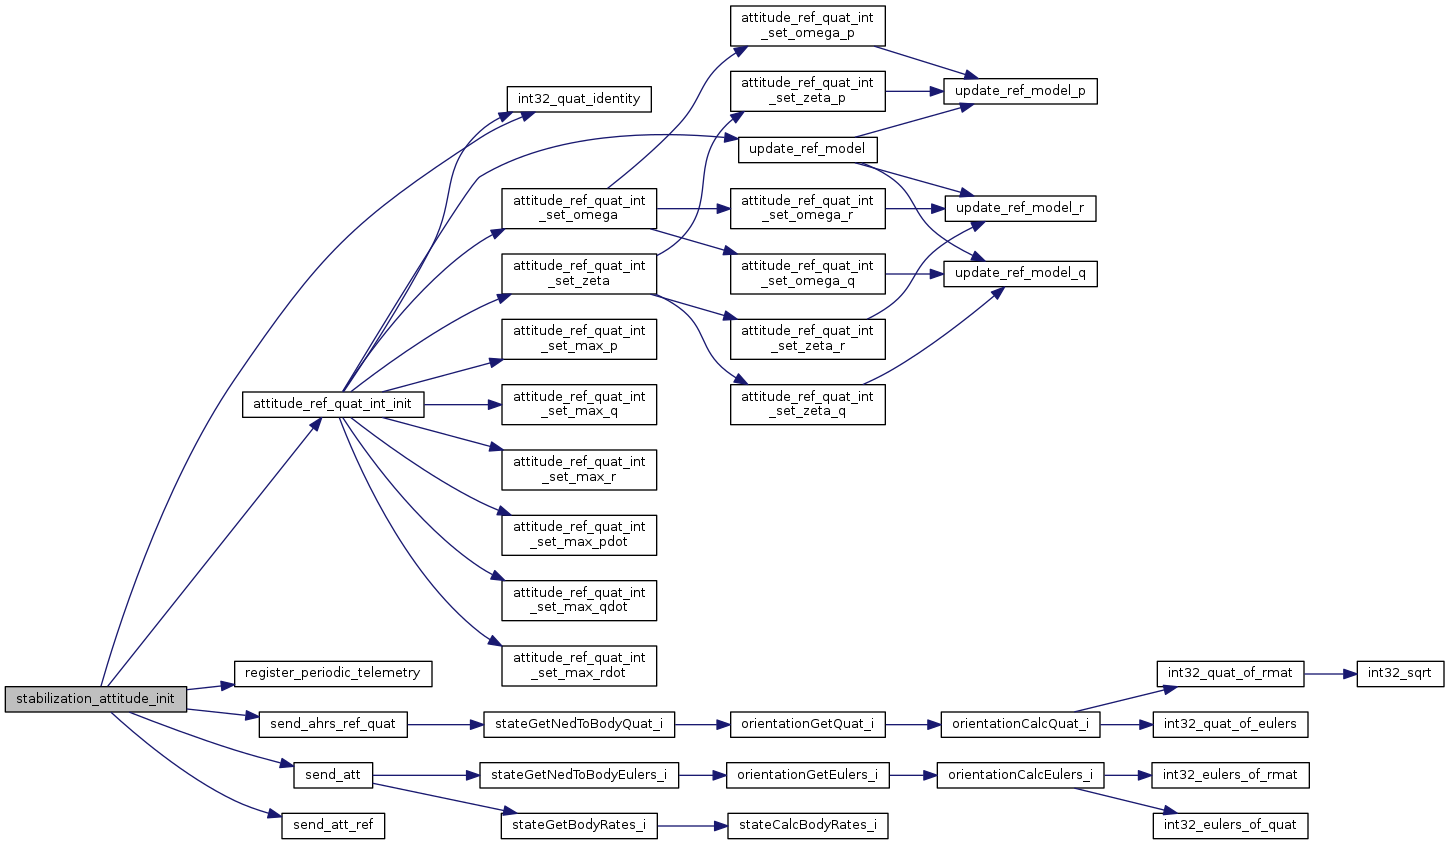 stabilization_attitude_init
int32_quat_identity
attitude_ref_quat_int_init
register_periodic_telemetry
send_ahrs_ref_quat
send_att
send_att_ref
attitude_ref_quat_int
_set_omega
attitude_ref_quat_int
_set_zeta
attitude_ref_quat_int
_set_max_p
attitude_ref_quat_int
_set_max_q
attitude_ref_quat_int
_set_max_r
attitude_ref_quat_int
_set_max_pdot
attitude_ref_quat_int
_set_max_qdot
attitude_ref_quat_int
_set_max_rdot
stateGetNedToBodyQuat_i
stateGetNedToBodyEulers_i
stateGetBodyRates_i
attitude_ref_quat_int
_set_omega_p
attitude_ref_quat_int
_set_zeta_p
update_ref_model
attitude_ref_quat_int
_set_omega_r
attitude_ref_quat_int
_set_omega_q
attitude_ref_quat_int
_set_zeta_r
attitude_ref_quat_int
_set_zeta_q
orientationGetQuat_i
orientationGetEulers_i
stateCalcBodyRates_i
update_ref_model_p
update_ref_model_r
update_ref_model_q
orientationCalcQuat_i
orientationCalcEulers_i
int32_quat_of_rmat
int32_quat_of_eulers
int32_eulers_of_rmat
int32_eulers_of_quat
int32_sqrt